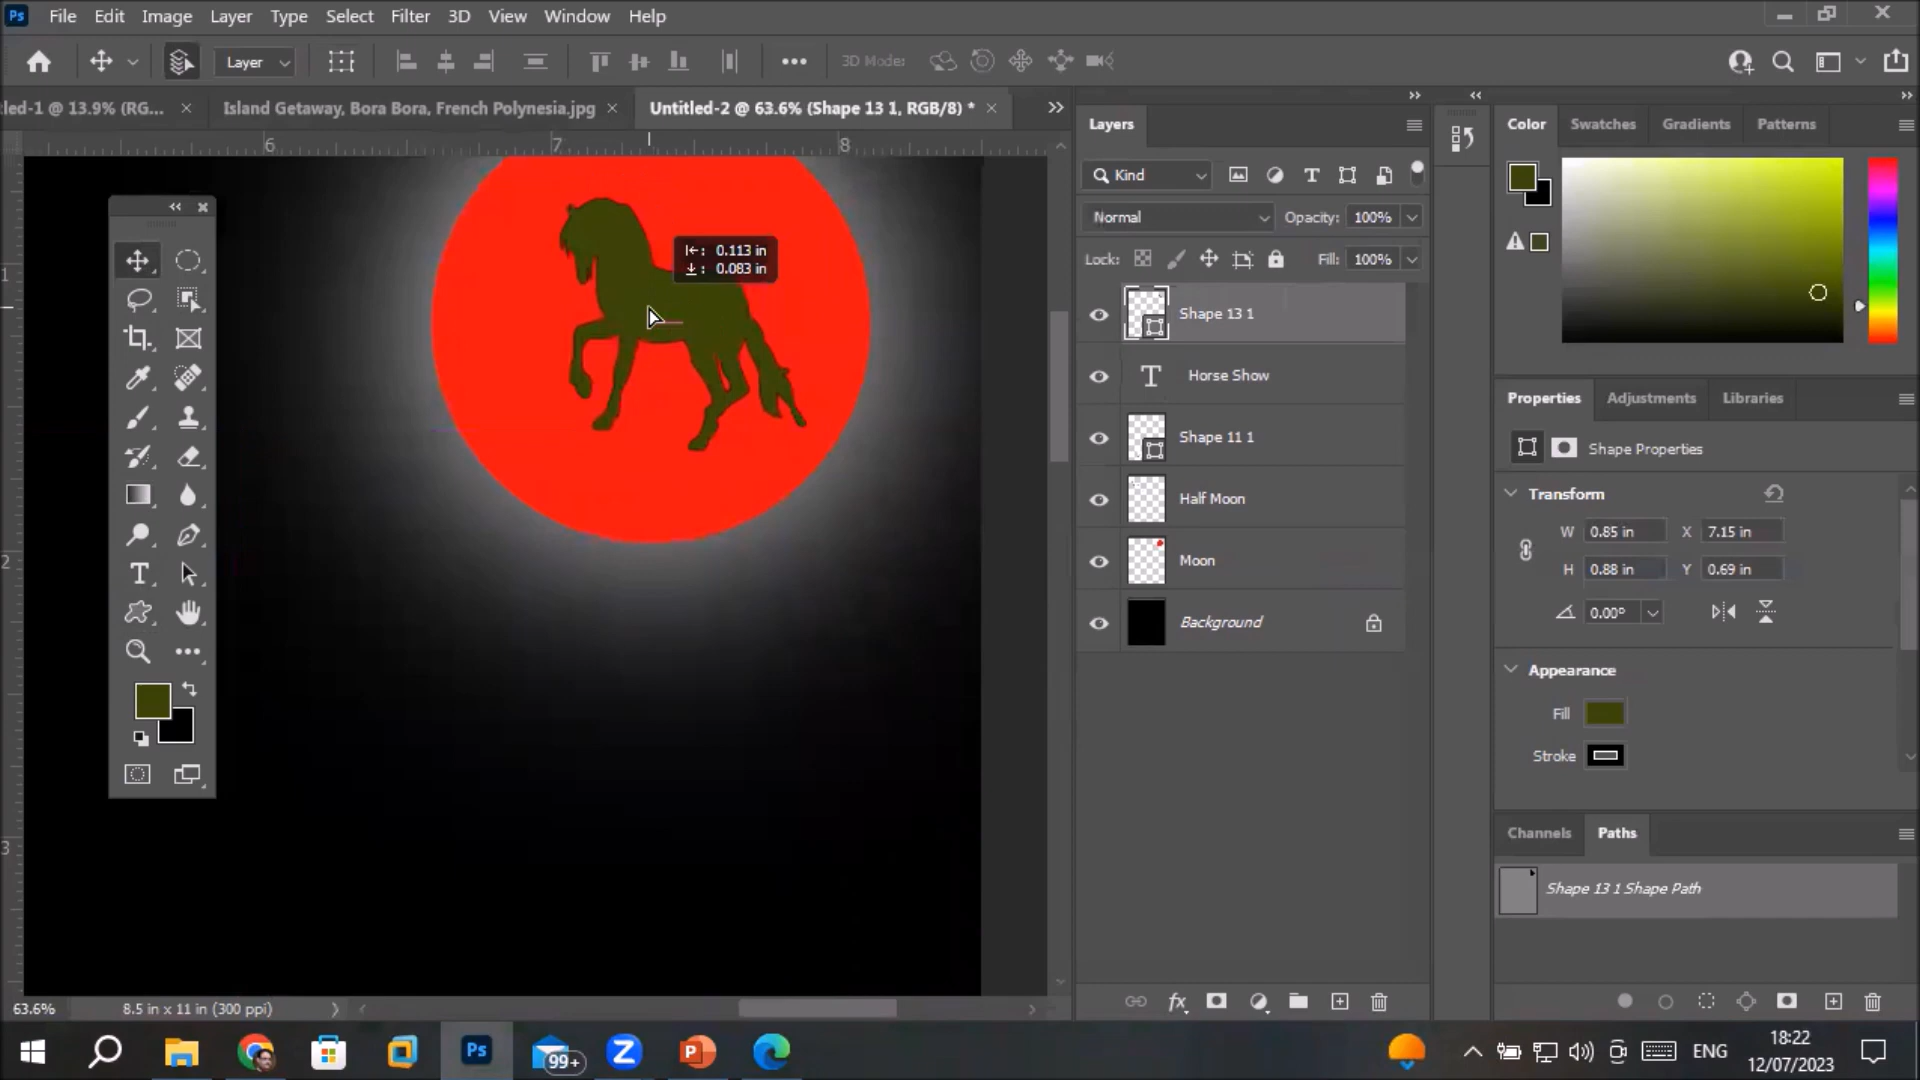 Ps File Edit Image Layer Type Select Filter 3D View Window Help
Layer 3D Mode:
tled-1 @ 13.9% (RG... Island Getaway, Bora Bora, French Polynesia.jpg Untitled-2 @ 63.6% (Shape 13 1, RGB/8) *
6 7 8
1
2
3
0.113 in
0.083 in
Layers
Kind
Normal Opacity: 100%
Lock: Fill: 100%
Shape 13 1
T Horse Show
Shape 11 1
Half Moon
Moon
Background
fx
Color Swatches Gradients Patterns
Properties Adjustments Libraries
Shape Properties
Transform
W 0.85 in X 7.15 in
H 0.88 in Y 0.69 in
0.00°
Appearance
Fill
Stroke
Channels Paths
Shape 13 1 Shape Path
63.6% 8.5 in x 11 in (300 ppi)
Ps 99+ Z P ENG
18:22
12/07/2023